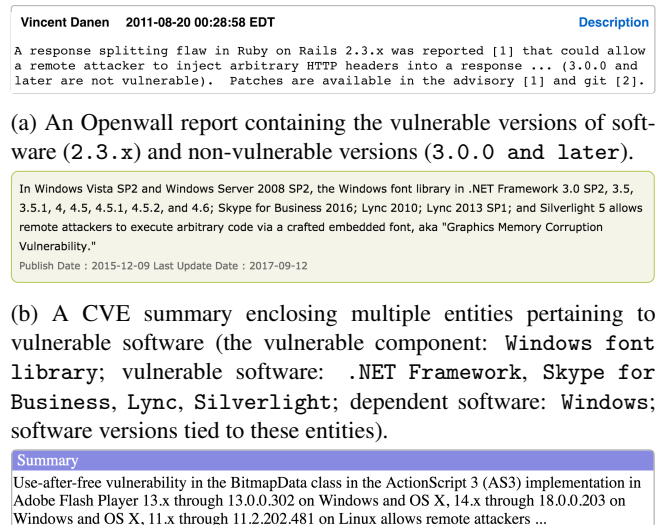 Vincent Danen 2011-08-20 00:28:58 EDT Description
A response splitting flaw in Ruby on Rails 2.3.x was reported [1] that could allow
a remote attacker to inject arbitrary HTTP headers into a response ... (3.0.0 and
later are not vulnerable). Patches are available in the advisory [1] and git [2].
(a) An Openwall report containing the vulnerable versions of soft-
ware (2.3.x) and non-vulnerable versions (3.0.0 and later).
In Windows Vista SP2 and Windows Server 2008 SP2, the Windows font library in .NET Framework 3.0 SP2, 3.5,
3.5.1, 4, 4.5, 4.5.1, 4.5.2, and 4.6; Skype for Business 2016; Lync 2010; Lync 2013 SP1; and Silverlight 5 allows
remote attackers to execute arbitrary code via a crafted embedded font, aka "Graphics Memory Corruption
Vulnerability."
Publish Date : 2015-12-09 Last Update Date : 2017-09-12
(b) A CVE summary enclosing multiple entities pertaining to
vulnerable software (the vulnerable component: Windows font
library; vulnerable software: .NET Framework, Skype for
Business, Lync, Silverlight; dependent software: Windows;
software versions tied to these entities).
Summary
Use-after-free vulnerability in the BitmapData class in the ActionScript 3 (AS3) implementation in
Adobe Flash Player 13.x through 13.0.0.302 on Windows and OS X, 14.x through 18.0.0.203 on
Windows and OS X, 11.x through 11.2.202.481 on Linux allows remote attackers ...